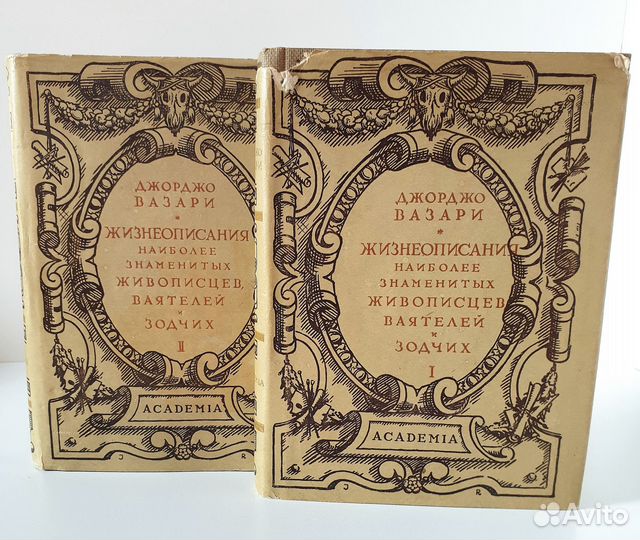 ДЖОРДЖО
ВАЗАРИ
ЖИЗНЕОПИСАНИЯ
НАИБОЛЕЕ
ЗНАМЕНИТЫХ
ЖИВОПИСЦЕВ,
ВАЯТЕЛЕЙ
И
ЗОДЧИХ
II
ACADEMIA
J R
ДЖОРДЖО
ВАЗАРИ
ЖИЗНЕОПИСАНИЯ
НАИБОЛЕЕ
ЗНАМЕНИТЫХ
ЖИВОПИСЦЕВ,
ВАЯТЕЛЕЙ
И
ЗОДЧИХ
I
ACADEMIA
J R
Avito